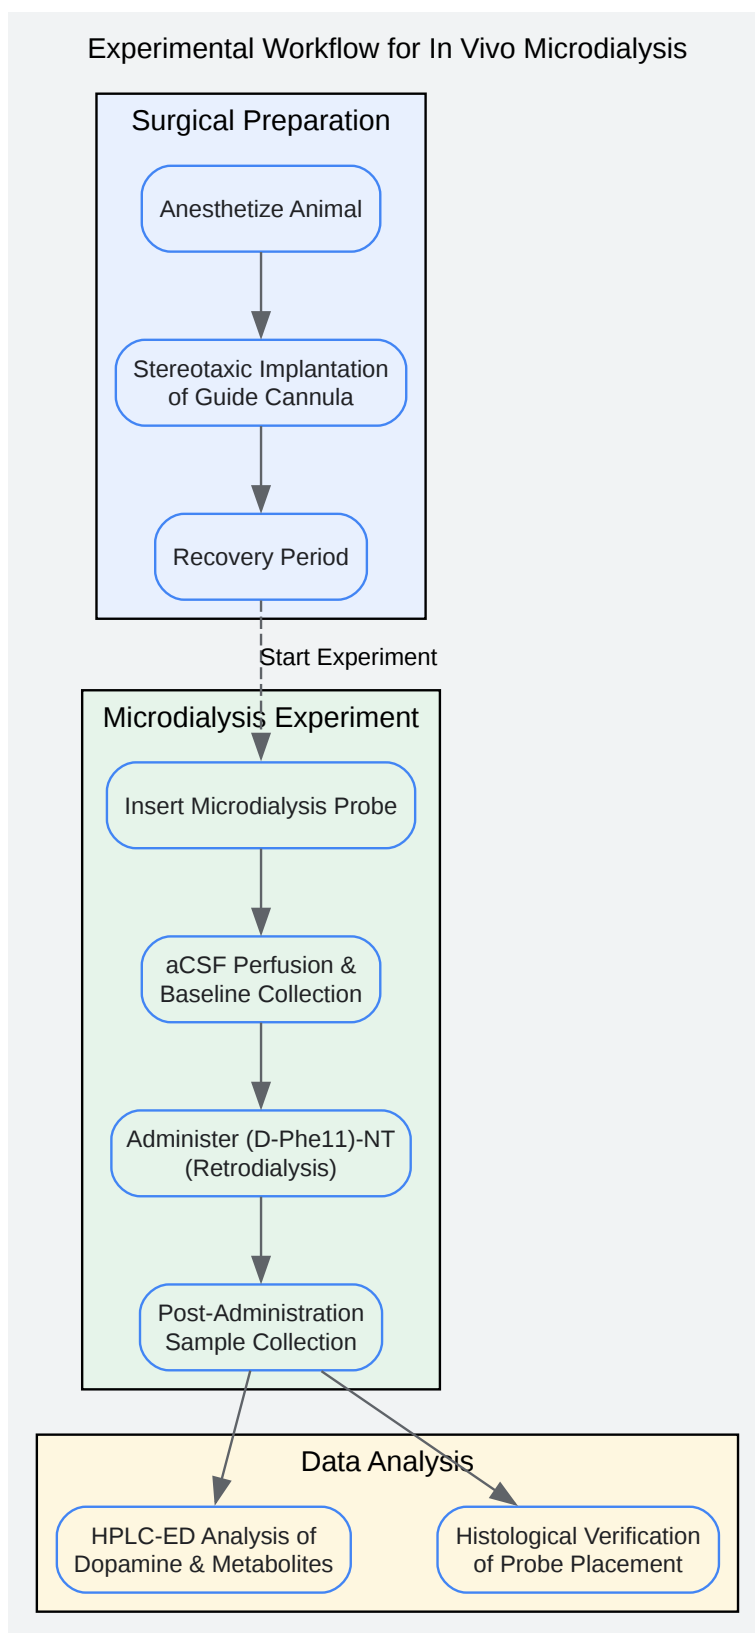 Experimental Workflow for In Vivo Microdialysis
Surgical Preparation
Anesthetize Animal
Stereotaxic Implantation
of Guide Cannula
Recovery Period
Start Experiment
Microdialysis Experiment
Insert Microdialysis Probe
aCSF Perfusion &
Baseline Collection
Administer (D-Phe11)-NT
(Retrodialysis)
Post-Administration
Sample Collection
Data Analysis
HPLC-ED Analysis of
Dopamine & Metabolites
Histological Verification
of Probe Placement